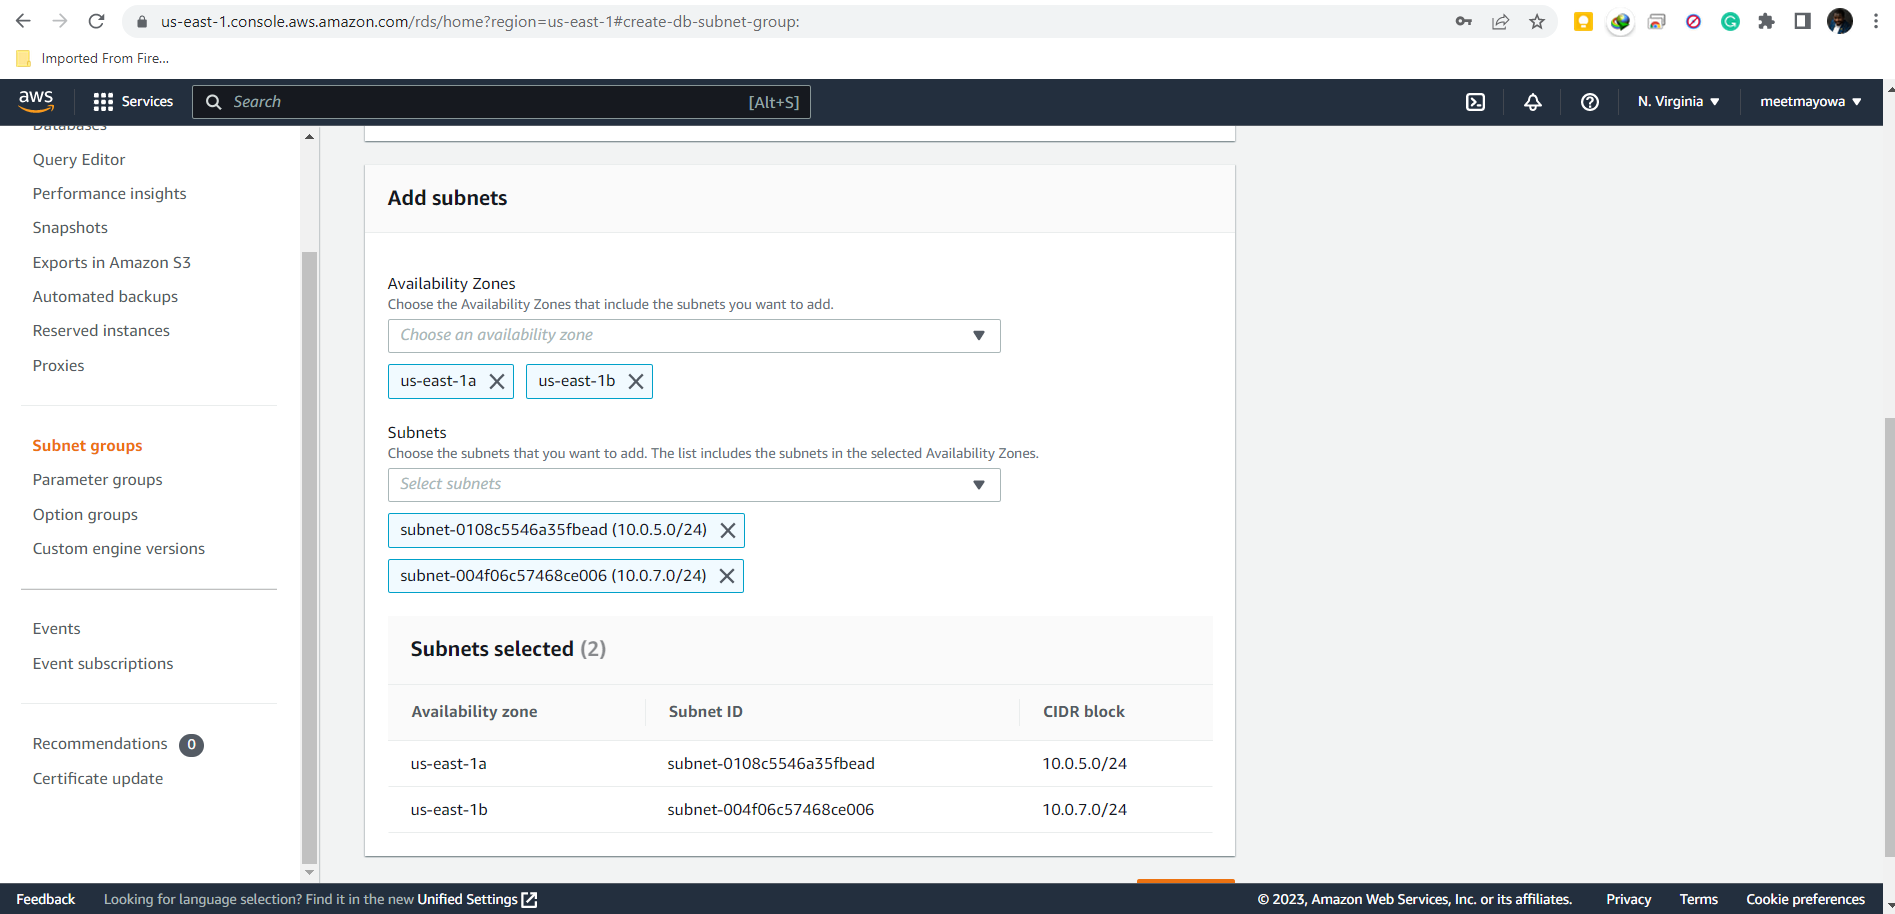 us-east-1.console.aws.amazon.com/rds/home?region=us-east-1#create-db-subnet-group:
Imported From Fire...
aws
Services
Search
[Alt+S]
N. Virginia
meetmayowa
Databases
Query Editor
Performance insights
Snapshots
Exports in Amazon S3
Automated backups
Reserved instances
Proxies
Subnet groups
Parameter groups
Option groups
Custom engine versions
Events
Event subscriptions
Recommendations 0
Certificate update
Add subnets
Availability Zones
Choose the Availability Zones that include the subnets you want to add.
Choose an availability zone
us-east-1a us-east-1b
Subnets
Choose the subnets that you want to add. The list includes the subnets in the selected Availability Zones.
Select subnets
subnet-0108c5546a35fbead (10.0.5.0/24)
subnet-004f06c57468ce006 (10.0.7.0/24)
Subnets selected (2)
Availability zone Subnet ID CIDR block
us-east-1a subnet-0108c5546a35fbead 10.0.5.0/24
us-east-1b subnet-004f06c57468ce006 10.0.7.0/24
Feedback Looking for language selection? Find it in the new Unified Settings © 2023, Amazon Web Services, Inc. or its affiliates. Privacy Terms Cookie preferences